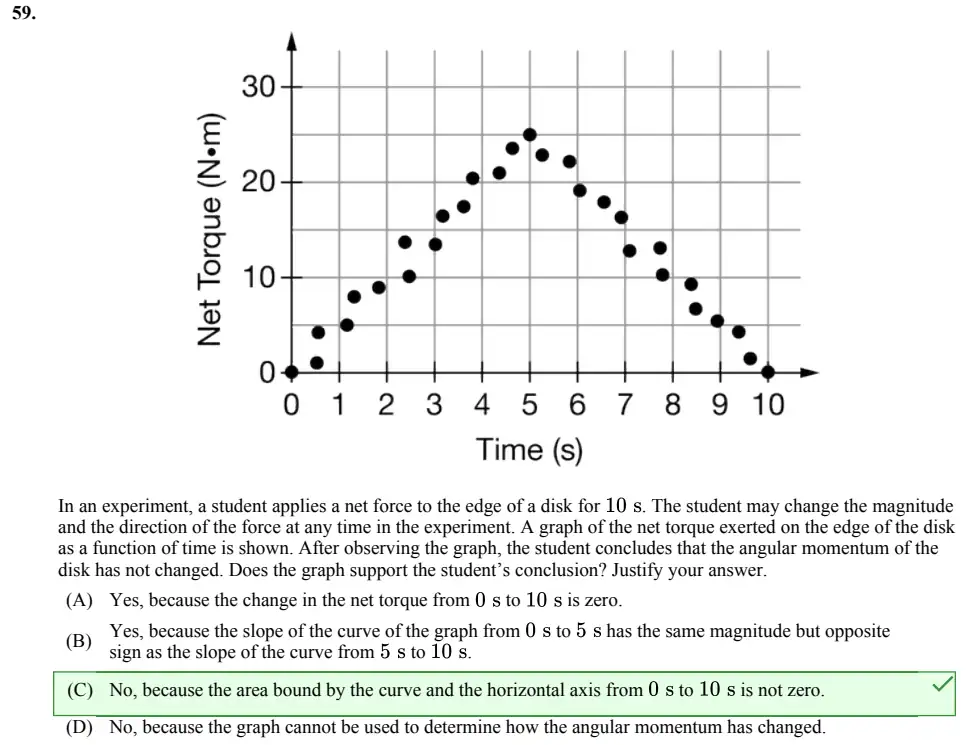 59.
30
20
10
0
Net Torque (N•m)
0 1 2 3 4 5 6 7 8 9 10
Time (s)
In an experiment, a student applies a net force to the edge of a disk for 10 s. The student may change the magnitude
and the direction of the force at any time in the experiment. A graph of the net torque exerted on the edge of the disk
as a function of time is shown. After observing the graph, the student concludes that the angular momentum of the
disk has not changed. Does the graph support the student’s conclusion? Justify your answer.
(A) Yes, because the change in the net torque from 0 s to 10 s is zero.
(B) Yes, because the slope of the curve of the graph from 0 s to 5 s has the same magnitude but opposite
sign as the slope of the curve from 5 s to 10 s.
(C) No, because the area bound by the curve and the horizontal axis from 0 s to 10 s is not zero.
(D) No, because the graph cannot be used to determine how the angular momentum has changed.